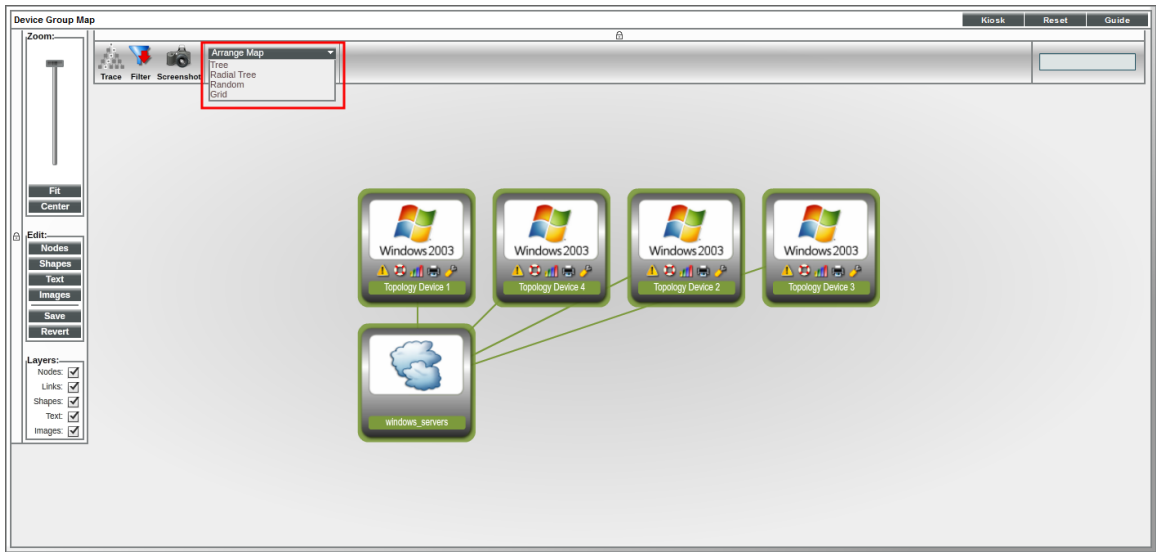 Device Group Map
Kiosk Reset Guide
Zoom:
Fit
Center
Edit:
Nodes
Shapes
Text
Images
Save
Revert
Layers:
Nodes:
Links:
Shapes:
Text:
Images:
Trace Filter Screenshot
Arrange Map
Tree
Radial Tree
Random
Grid
Windows 2003 Windows 2003 Windows 2003 Windows 2003
Topology Device 1 Topology Device 4 Topology Device 2 Topology Device 3
windows_servers